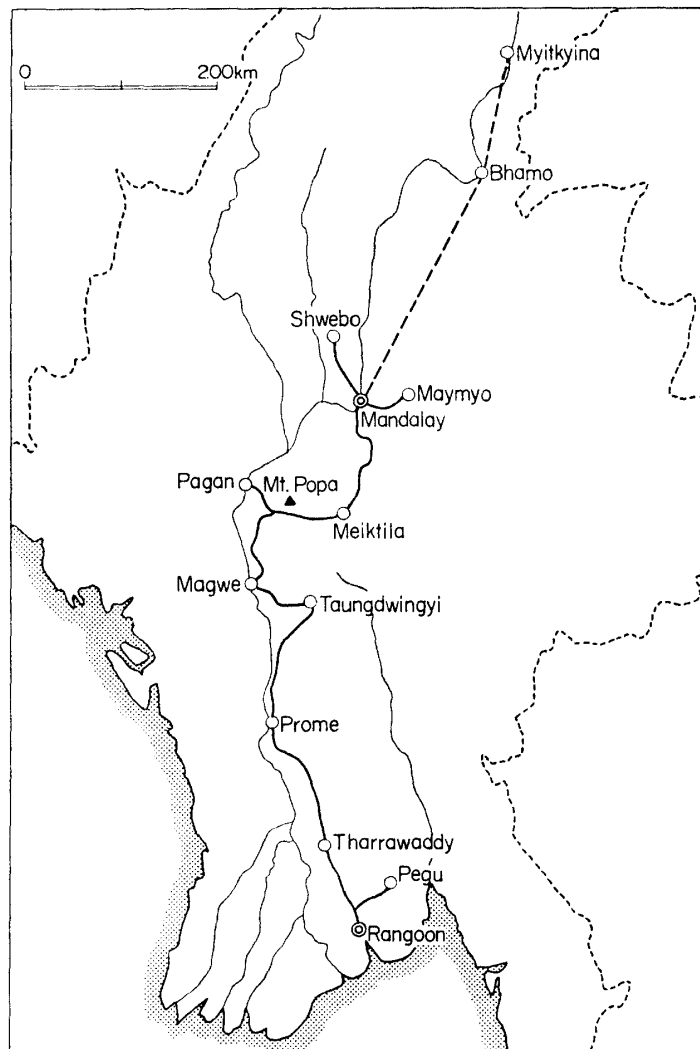 Myitkyina
0 200km
Bhamo
Shwebo
Maymyo
Mandalay
Pagan Mt. Popa
Meiktila
Magwe
Taungdwingyi
Prome
Tharrawaddy
Pegu
Rangoon